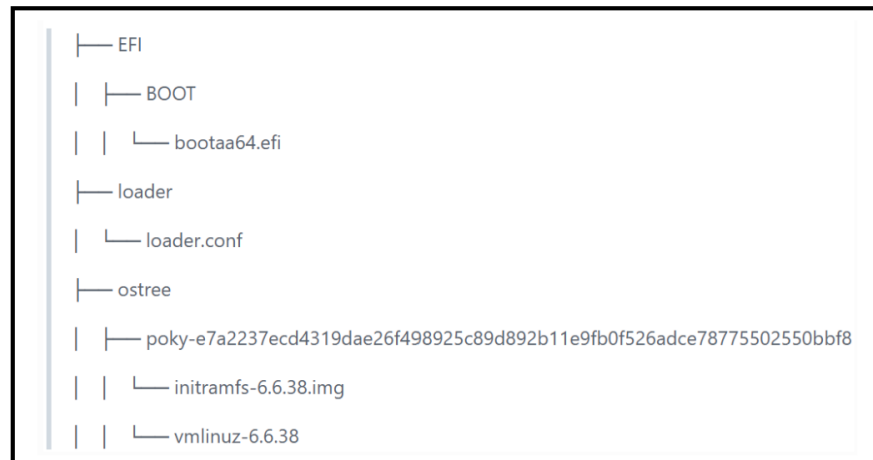 ├── EFI
│ ├── BOOT
│ │ └── bootaa64.efi
├── loader
│ └── loader.conf
├── ostree
│ ├── poky-e7a2237ecd4319dae26f498925c89d892b11e9fb0f526adce78775502550bbf8
│ │ └── initramfs-6.6.38.img
│ │ └── vmlinuz-6.6.38